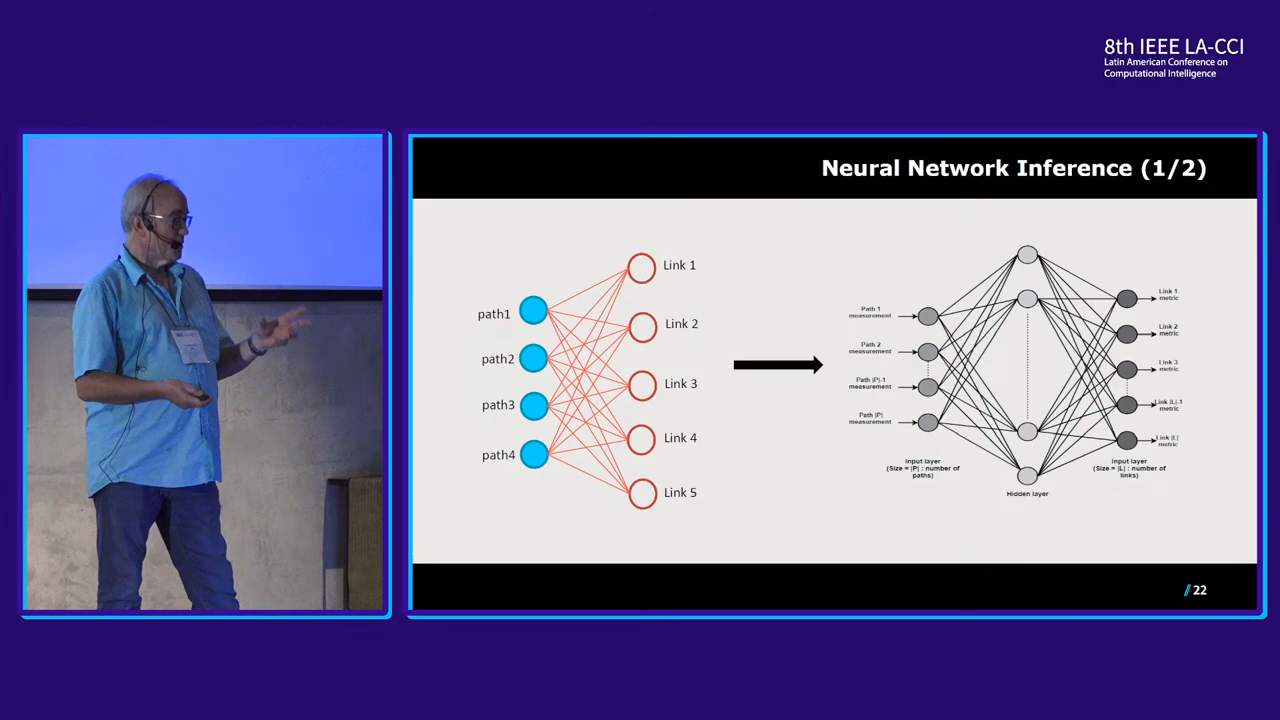 8th IEEE LA-CCI
Latin American Conference on
Computational Intelligence
Neural Network Inference (1/2)
path1
path2
path3
path4
Link 1
Link 2
Link 3
Link 4
Link 5
Path 1
measurement
Path 2
measurement
Path |P|-1
measurement
Path |P|
measurement
Input layer
(Size = |P| : number of
paths)
Hidden layer
Link 1
metric
Link 2
metric
Link 3
metric
Link |L|-1
metric
Link |L|
metric
Input layer
(Size = |L| : number of
links)
// 22